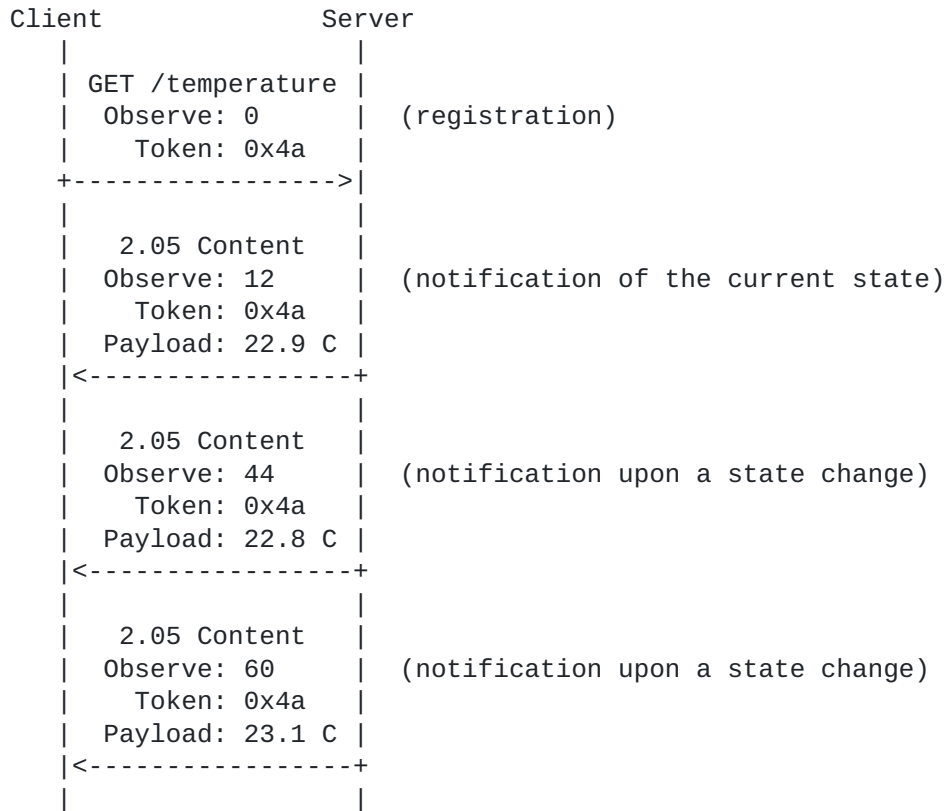 Client              Server
   |                  |
   | GET /temperature |
   |  Observe: 0      |  (registration)
   |    Token: 0x4a   |
   +----------------->|
   |                  |
   |   2.05 Content   |
   |  Observe: 12     |  (notification of the current state)
   |    Token: 0x4a   |
   |  Payload: 22.9 C |
   |<-----------------+
   |                  |
   |   2.05 Content   |
   |  Observe: 44     |  (notification upon a state change)
   |    Token: 0x4a   |
   |  Payload: 22.8 C |
   |<-----------------+
   |                  |
   |   2.05 Content   |
   |  Observe: 60     |  (notification upon a state change)
   |    Token: 0x4a   |
   |  Payload: 23.1 C |
   |<-----------------+
   |                  |